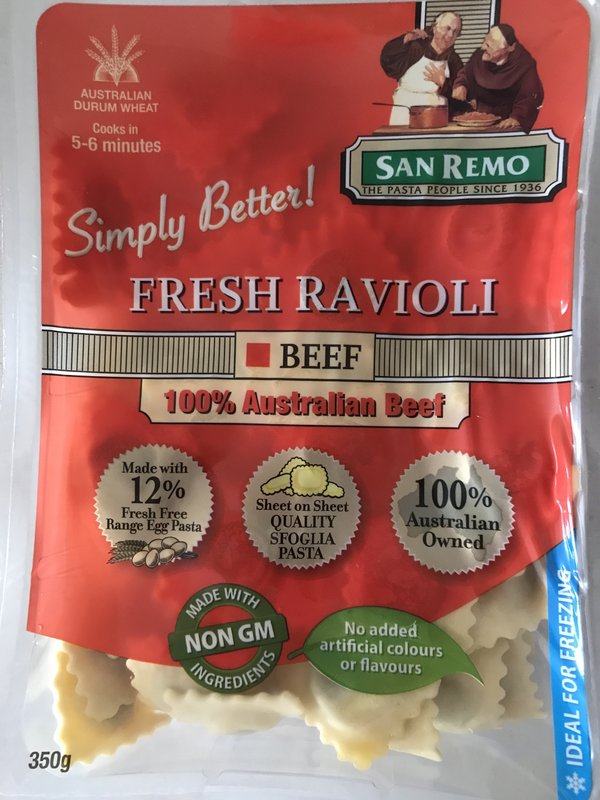 AUSTRALIAN
DURUM WHEAT
Cooks in
5-6 minutes
SAN REMO
THE PASTA PEOPLE SINCE 1936
Simply Better!
FRESH RAVIOLI
BEEF
100% Australian Beef
Made with
12%
Fresh Free
Range Egg Pasta
Sheet on Sheet
QUALITY
SFOGLIA
PASTA
100%
Australian
Owned
MADE WITH
NON GM
INGREDIENTS
No added
artificial colours
or flavours
IDEAL FOR FREEZING
350g